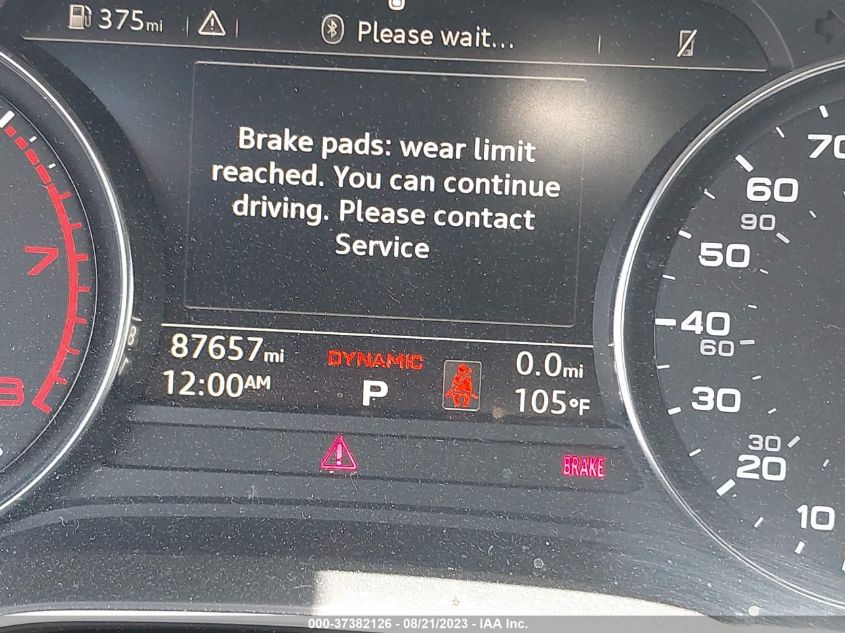 375mi
Please wait...
Brake pads: wear limit
reached. You can continue
driving. Please contact
Service
87657mi
DYNAMIC
0.0mi
12:00AM
P
105°F
BRAKE
7
8
70
60
90
50
40
60
30
30
20
10
000-37382126 - 08/21/2023 - IAA Inc.